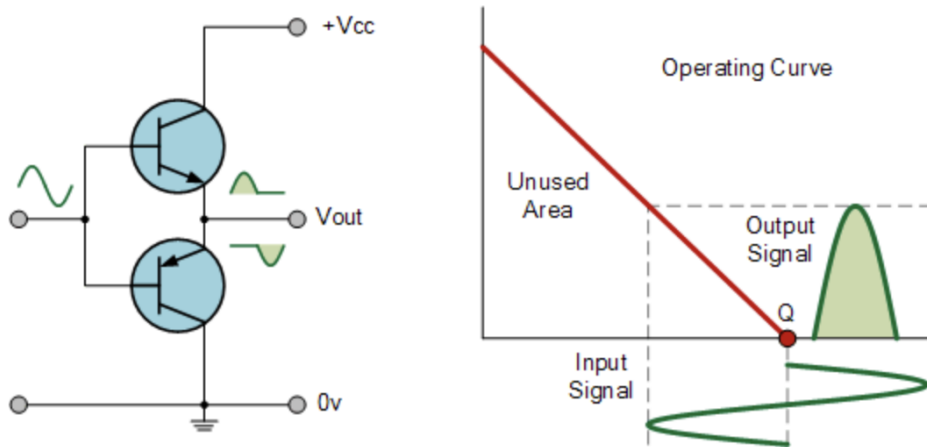 +Vcc
Vout
0v
Operating Curve
Unused
Area
Output
Signal
Q
Input
Signal